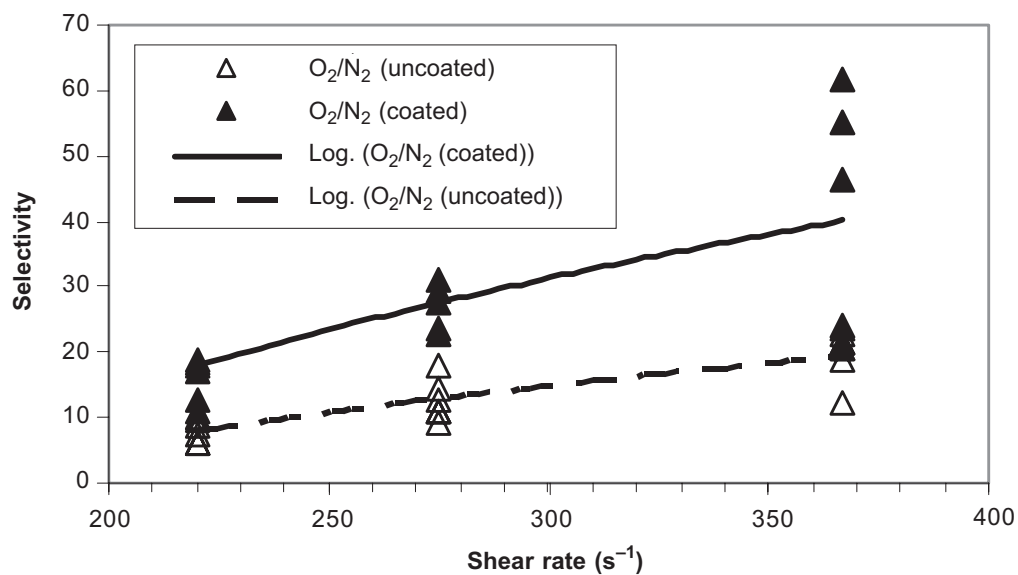 70
60
50
40
30
20
10
0
Selectivity
O₂/N₂ (uncoated)
O₂/N₂ (coated)
Log. (O₂/N₂ (coated))
Log. (O₂/N₂ (uncoated))
200 250 300 350 400
Shear rate (s⁻¹)